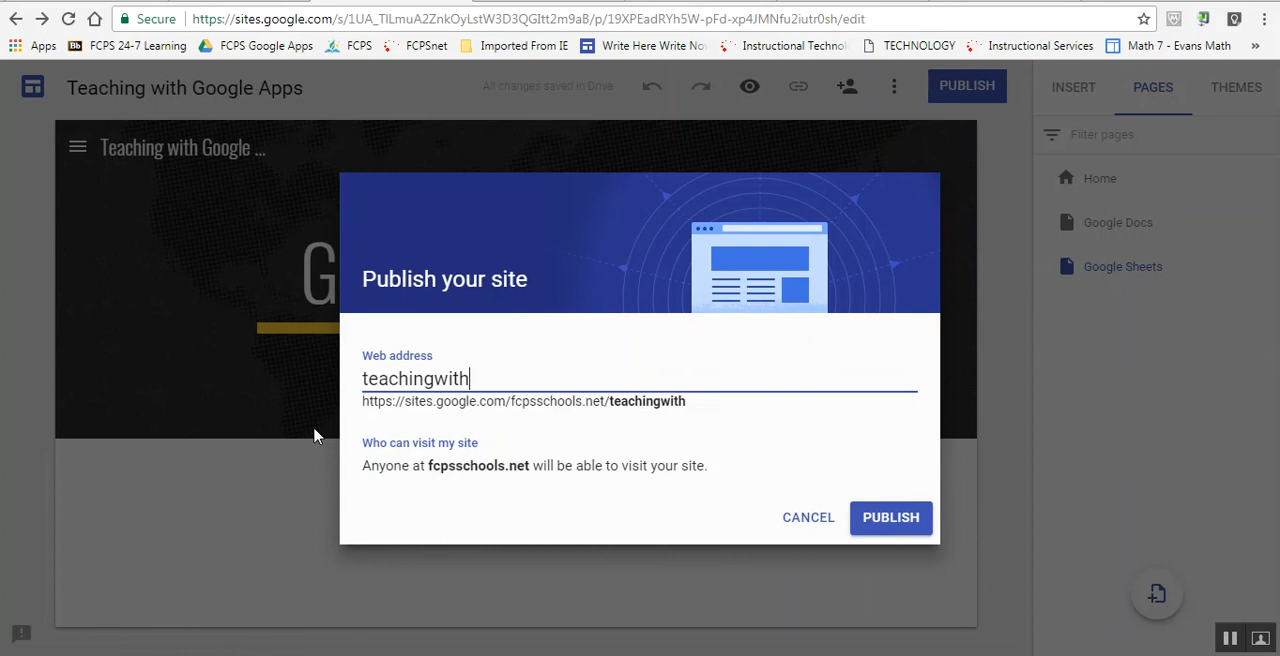 Secure https://sites.google.com/s/1UA_TlLmuA2ZnkOyLstW3D3QGItt2m9aB/p/19XPEadRYh5W-pFd-xp4JMNfu2iutr0sh/edit
Apps Bb FCPS 24-7 Learning FCPS Google Apps FCPS FCPSnet Imported From IE Write Here Write No Instructional Technol TECHNOLOGY Instructional Services Math 7 - Evans Math »
Teaching with Google Apps All changes saved in Drive PUBLISH INSERT PAGES THEMES
Filter pages
Teaching with Google ...
Home
Google Docs
Google Sheets
G
Publish your site
Web address
teachingwith
https://sites.google.com/fcpsschools.net/teachingwith
Who can visit my site
Anyone at fcpsschools.net will be able to visit your site.
CANCEL PUBLISH